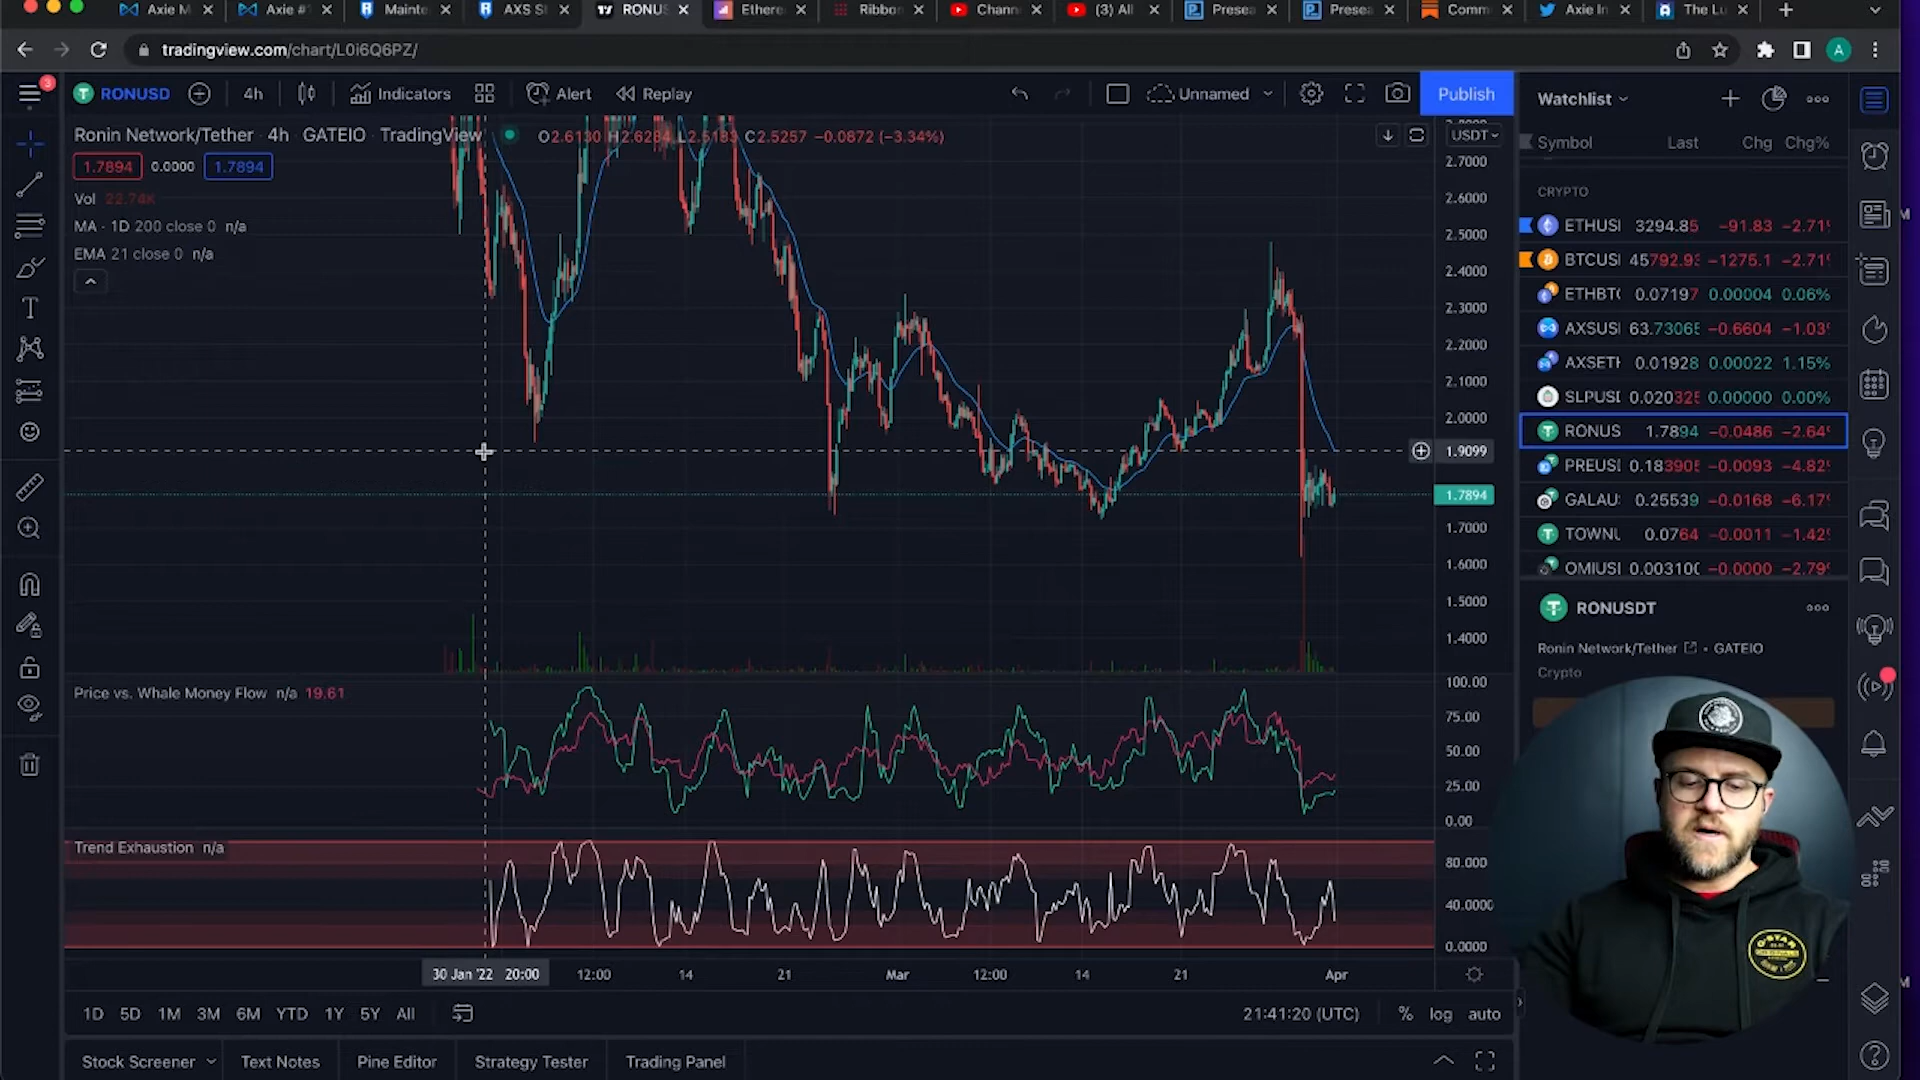 Axie M
Axie #1
Mainte
AXS S
RONUS
Ethere
Ribbo
Chann
(3) All
Presea
Presea
Comm
Axie In
The Lu
tradingview.com/chart/L0i6Q6PZ/
A
3
RONUSD
4h
Indicators
Alert
Replay
Unnamed
Publish
Watchlist
Ronin Network/Tether · 4h · GATEIO · TradingView
O2.6130 H2.6284 L2.5183 C2.5257 −0.0872 (−3.34%)
USDT
1.7894 0.0000 1.7894
Vol 22.74K
MA · 1D 200 close 0 n/a
EMA 21 close 0 n/a
2.7000
2.6000
2.5000
2.4000
2.3000
2.2000
2.1000
2.0000
1.9099
1.7894
1.7000
1.6000
1.5000
1.4000
Symbol Last Chg Chg%
CRYPTO
ETHUSI 3294.85 −91.83 −2.71
BTCUSI 45792.93 −1275.1 −2.71
ETHBT 0.07197 0.00004 0.06%
AXSUSI 63.7306 −0.6604 −1.03
AXSETH 0.01928 0.00022 1.15%
SLPUSI 0.020325 0.00000 0.00%
RONUS 1.7894 −0.0486 −2.64
PREUSI 0.183905 −0.0093 −4.82
GALAU 0.25539 −0.0168 −6.17
TOWNU 0.0764 −0.0011 −1.42
OMIUSI 0.003100 −0.0000 −2.79
RONUSDT
Ronin Network/Tether · GATEIO
Crypto
Price vs. Whale Money Flow n/a 19.61
100.00
75.00
50.00
25.00
0.00
Trend Exhaustion n/a
80.0000
40.0000
0.0000
30 Jan '22 20:00
12:00
14
21
Mar
12:00
14
21
Apr
1D 5D 1M 3M 6M YTD 1Y 5Y All
21:41:20 (UTC) % log auto
Stock Screener
Text Notes
Pine Editor
Strategy Tester
Trading Panel